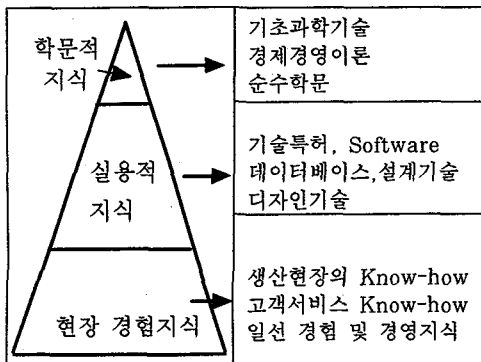 학문적
지식
기초과학기술
경제경영이론
순수학문
실용적
지식
기술특허, Software
데이터베이스,설계기술
디자인기술
현장 경험지식
생산현장의 Know-how
고객서비스 Know-how
일선 경험 및 경영지식